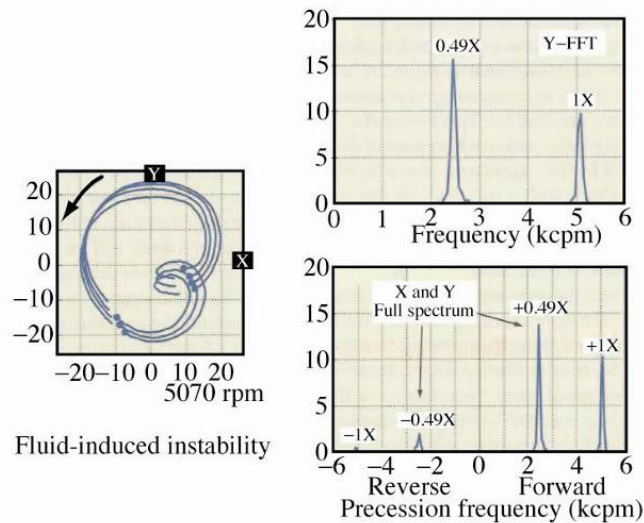 20
15
10
5
0
0.49X
Y–FFT
1X
0 1 2 3 4 5 6
Frequency (kcpm)
Y
X
20
10
0
−10
−20
−20 −10 0 10 20
5070 rpm
Fluid-induced instability
20
15
10
5
0
X and Y
Full spectrum
+0.49X
+1X
−0.49X
−1X
−6 −4 −2 0 2 4 6
Reverse Forward
Precession frequency (kcpm)